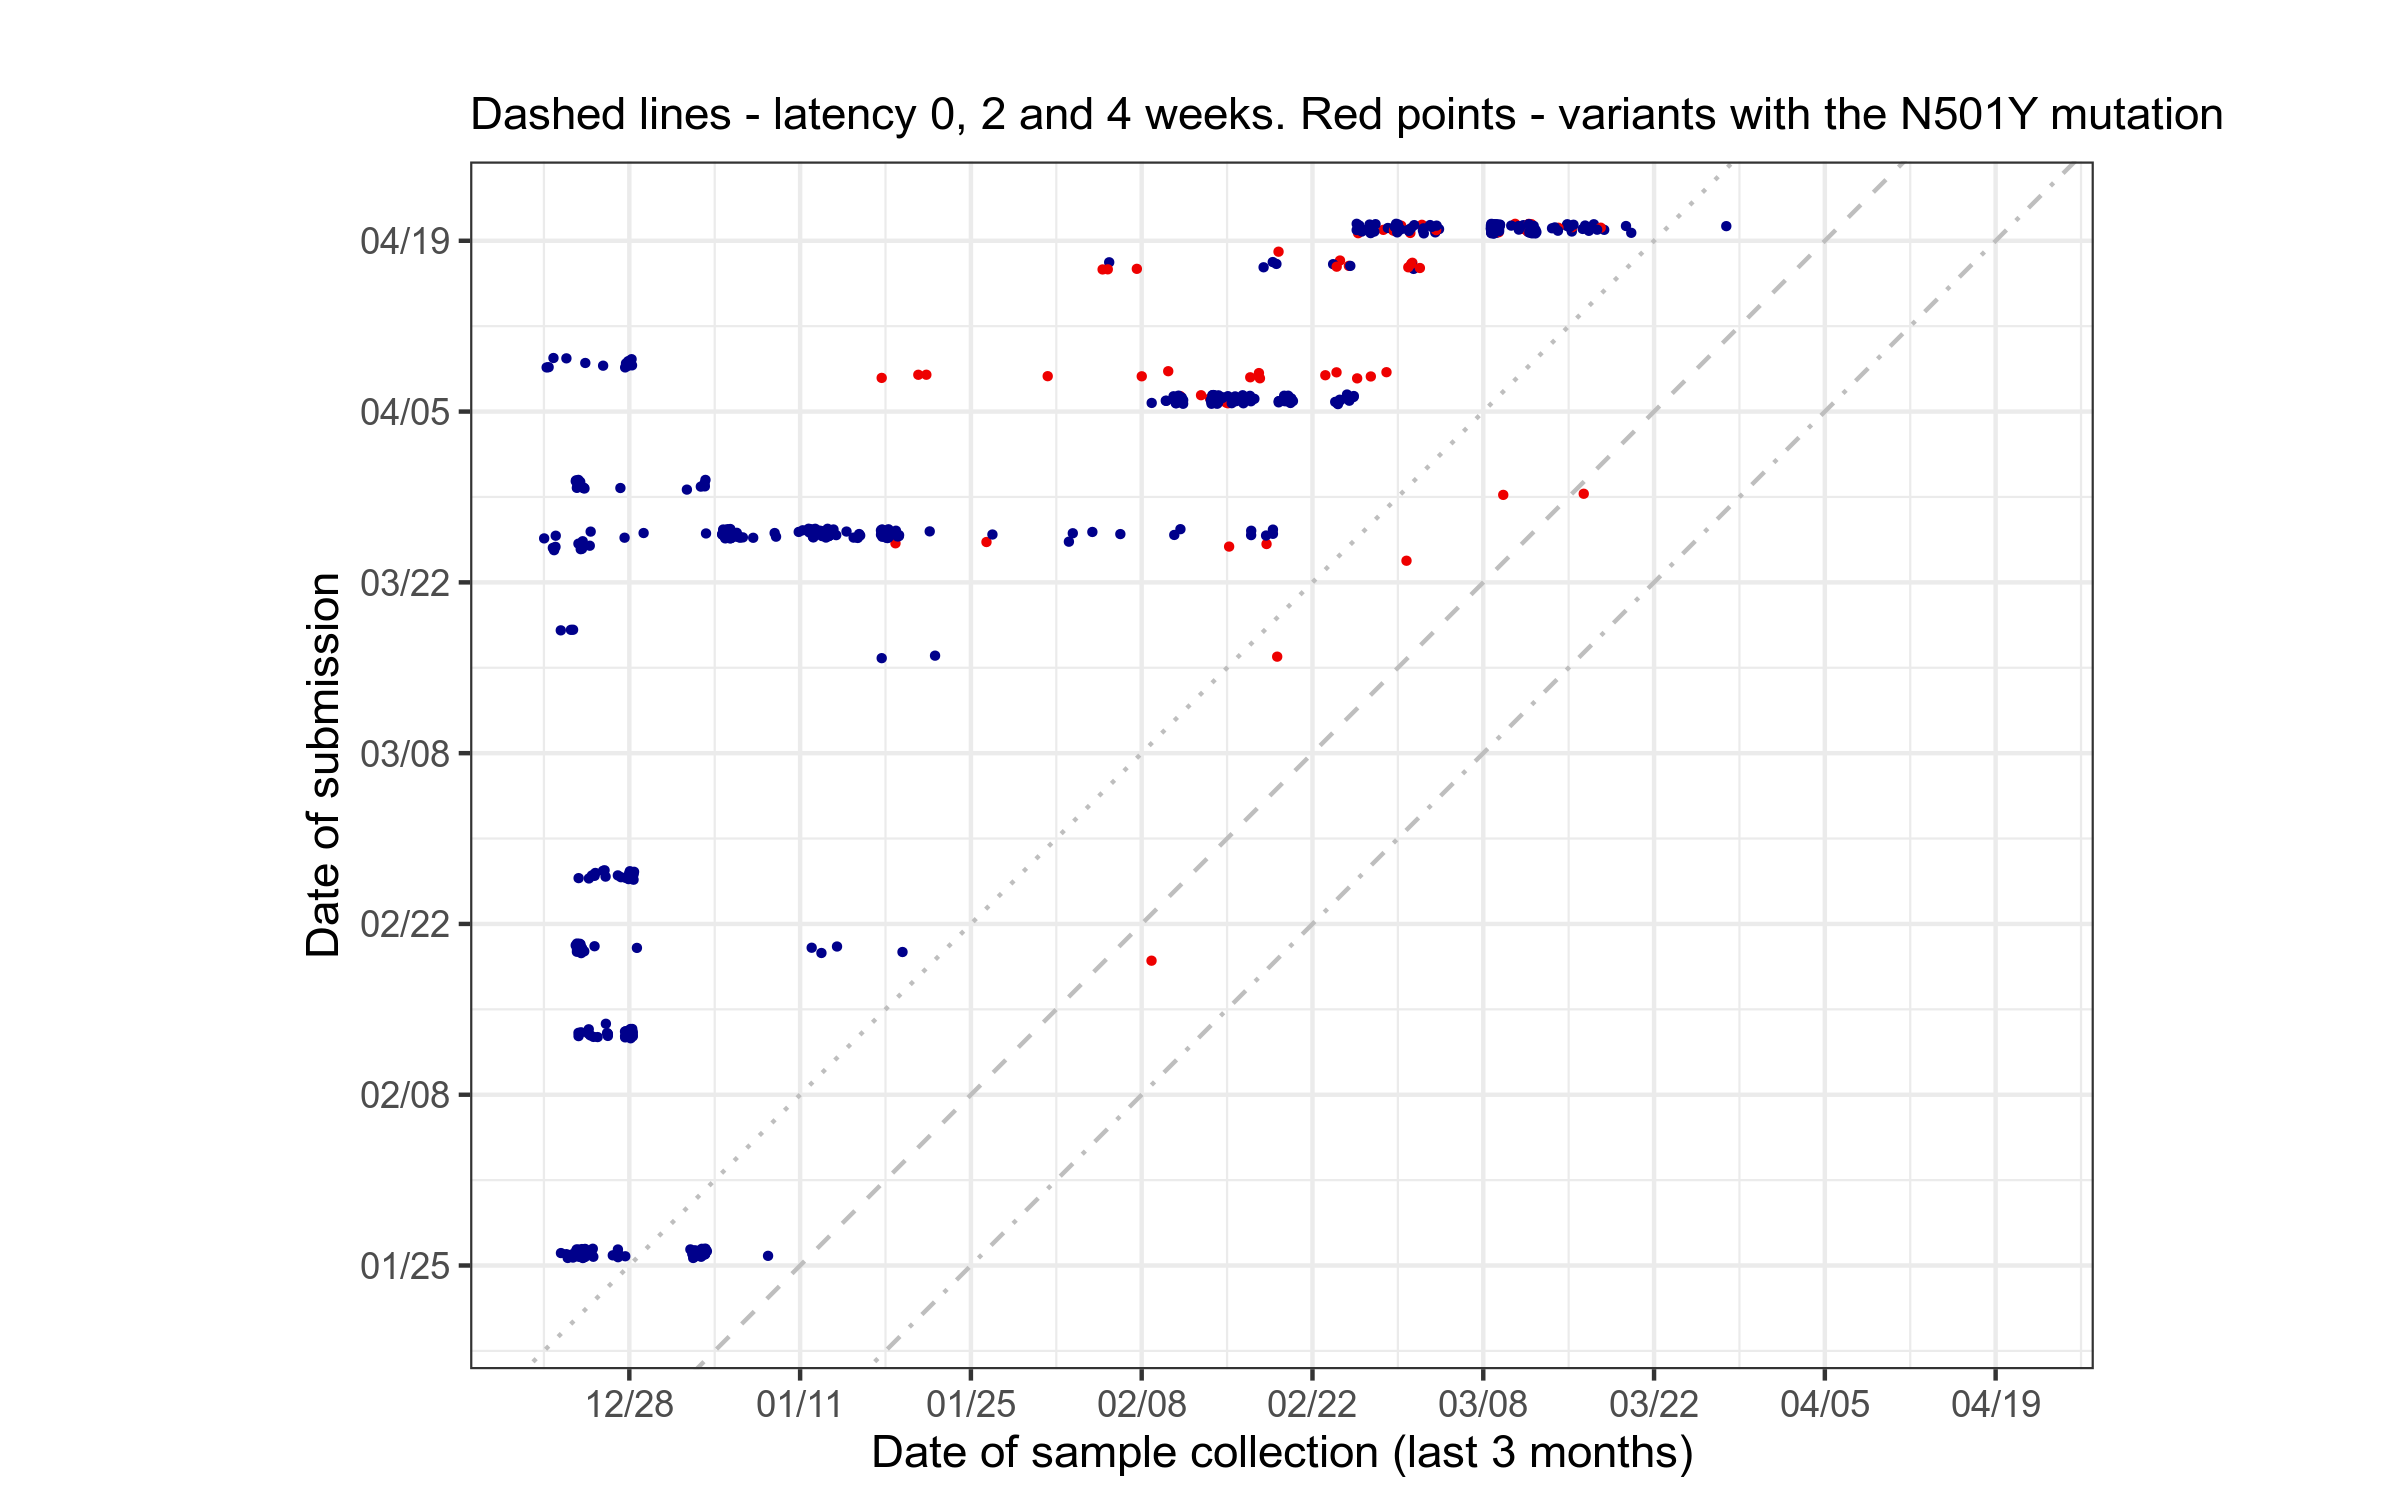 Dashed lines - latency 0, 2 and 4 weeks. Red points - variants with the N501Y mutation
04/19
04/05
03/22
03/08
02/22
02/08
01/25
Date of submission
12/28 01/11 01/25 02/08 02/22 03/08 03/22 04/05 04/19
Date of sample collection (last 3 months)